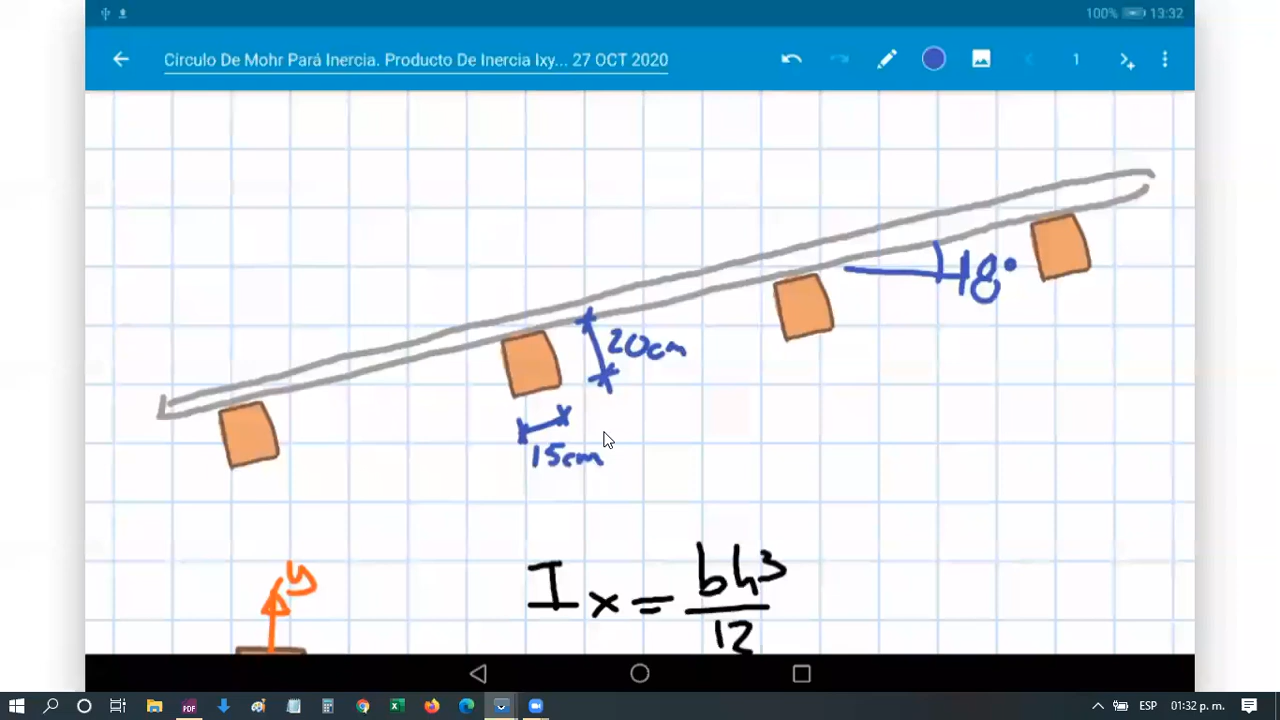 100% 13:32
Circulo De Mohr Pará Inercia. Producto De Inercia Ixy... 27 OCT 2020
1
18°
20cm
15cm
y
Ix = bh3
12
PDF
ESP 01:32 p. m.